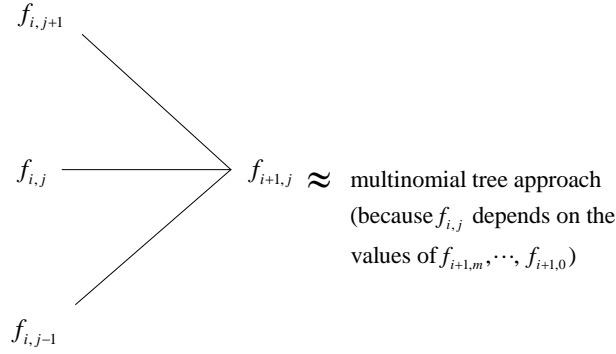 f_{i,j+1}
f_{i,j}
f_{i+1,j} ≈ multinomial tree approach
(because f_{i,j} depends on the
values of f_{i+1,m}, ⋯, f_{i+1,0})
f_{i,j−1}